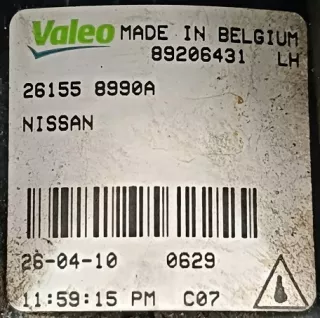 Valeo MADE IN BELGIUM
89206431 LH
26155 8990A
NISSAN
26-04-10 0629
11:59:15 PM C07